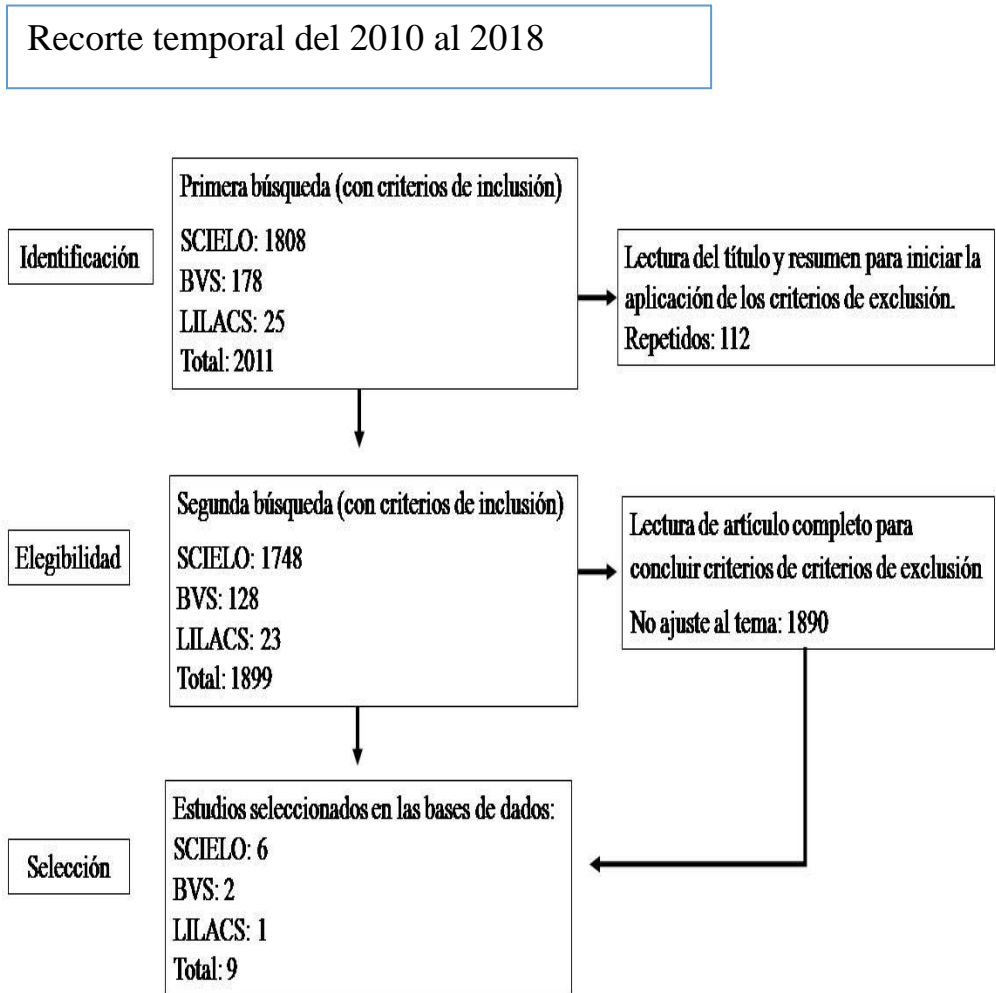 Recorte temporal del 2010 al 2018
Identificación
Primera búsqueda (con criterios de inclusión)
SCIELO: 1808
BVS: 178
LILACS: 25
Total: 2011
Lectura del título y resumen para iniciar la
aplicación de los criterios de exclusión.
Repetidos: 112
Elegibilidad
Segunda búsqueda (con criterios de inclusión)
SCIELO: 1748
BVS: 128
LILACS: 23
Total: 1899
Lectura de artículo completo para
concluir criterios de criterios de exclusión
No ajuste al tema: 1890
Selección
Estudios seleccionados en las bases de dados:
SCIELO: 6
BVS: 2
LILACS: 1
Total: 9